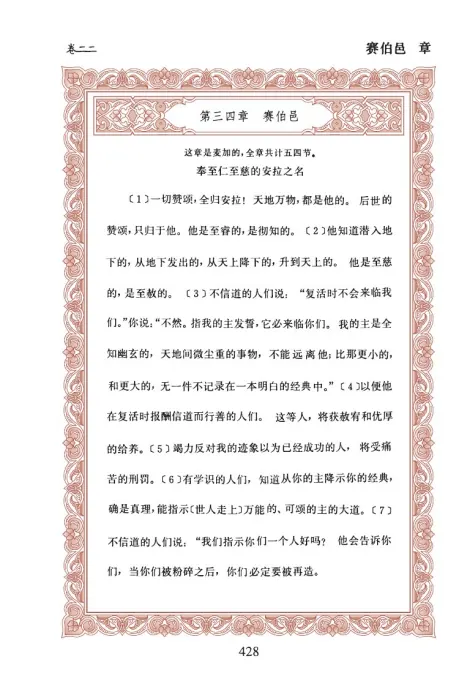 卷二二
赛伯邑 章
第三四章 赛伯邑
这章是麦加的，全章共计五四节。
奉至仁至慈的安拉之名
〔1〕一切赞颂，全归安拉！天地万物，都是他的。后世的
赞颂，只归于他。他是至睿的，是彻知的。〔2〕他知道潜入地
下的，从地下发出的，从天上降下的，升到天上的。他是至慈
的，是至赦的。〔3〕不信道的人们说：“复活时不会来临我
们。”你说：“不然。指我的主发誓，它必来临你们。我的主是全
知幽玄的，天地间微尘重的事物，不能远离他；比那更小的，
和更大的，无一件不记录在一本明白的经典中。”〔4〕以便他
在复活时报酬信道而行善的人们。这等人，将获赦宥和优厚
的给养。〔5〕竭力反对我的迹象以为已经成功的人，将受痛
苦的刑罚。〔6〕有学识的人们，知道从你的主降示你的经典，
确是真理，能指示〔世人走上〕万能的、可颂的主的大道。〔7〕
不信道的人们说：“我们指示你们一个人好吗？他会告诉你
们，当你们被粉碎之后，你们必定要被再造。
428